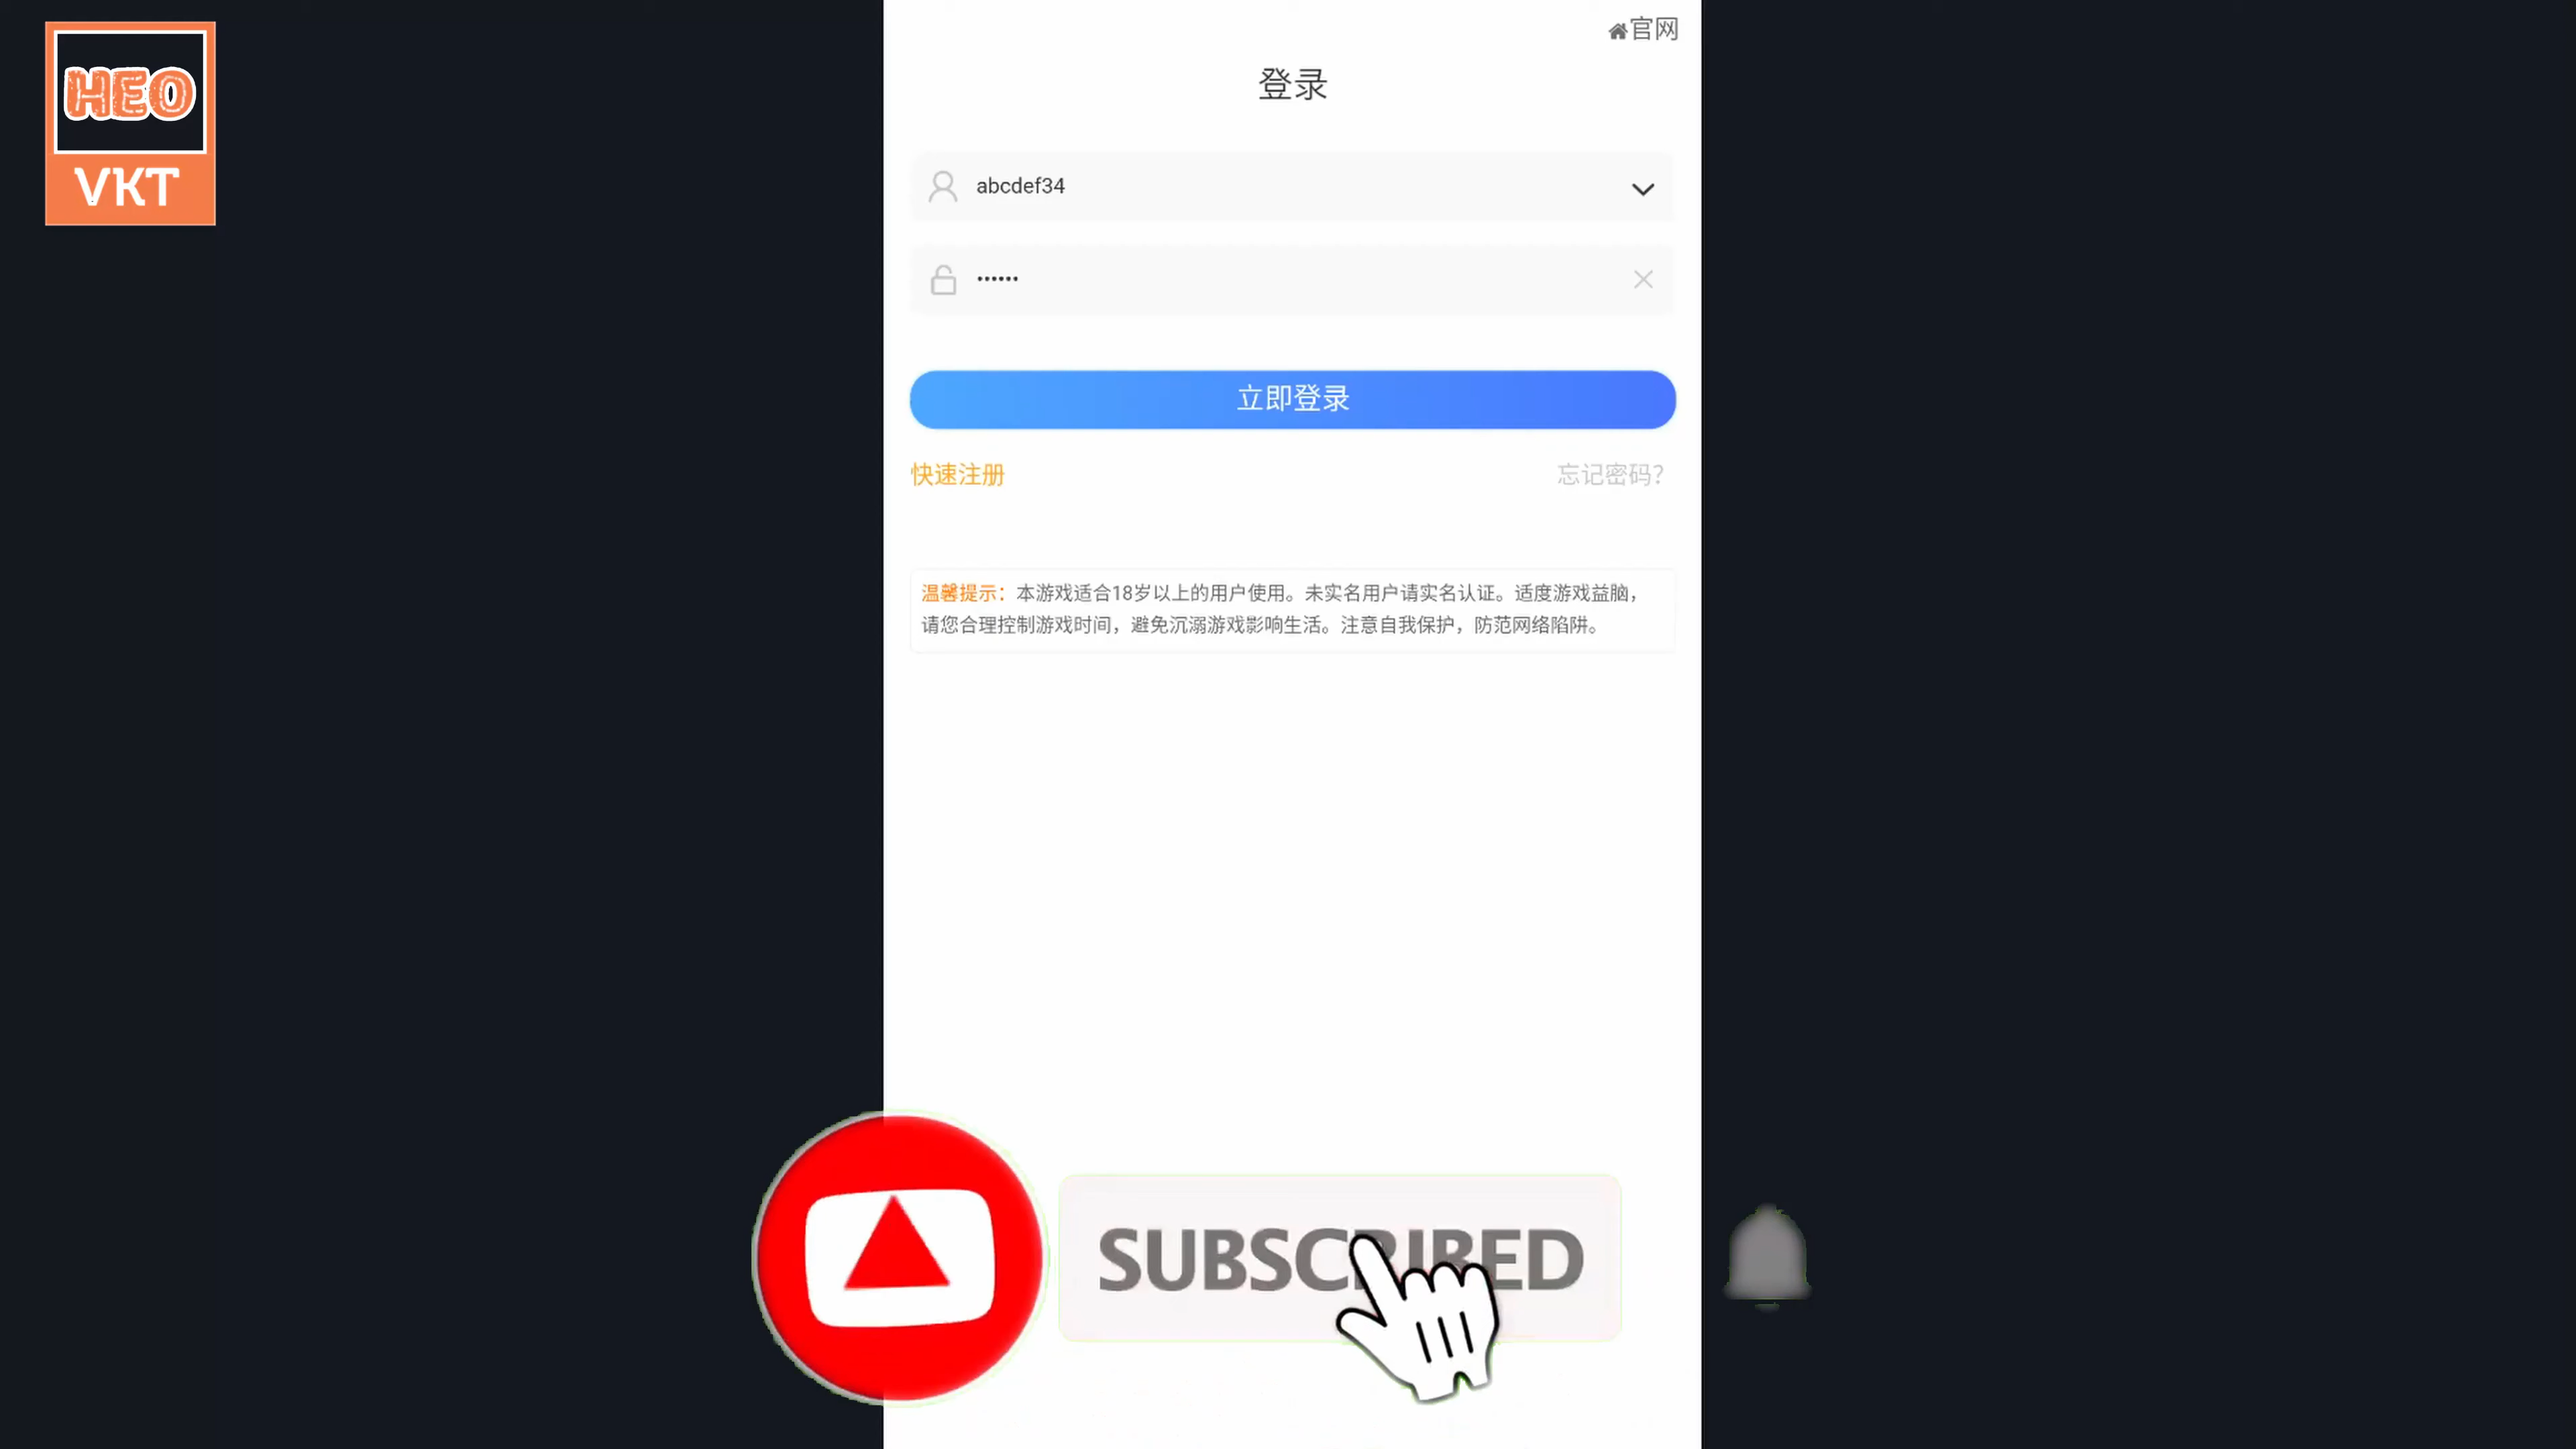 HEO
VKT
官网
登录
abcdef34
••••••
立即登录
快速注册
忘记密码？
温馨提示：本游戏适合18岁以上的用户使用。未实名用户请实名认证。适度游戏益脑，
请您合理控制游戏时间，避免沉溺游戏影响生活。注意自我保护，防范网络陷阱。
SUBSCRIBED